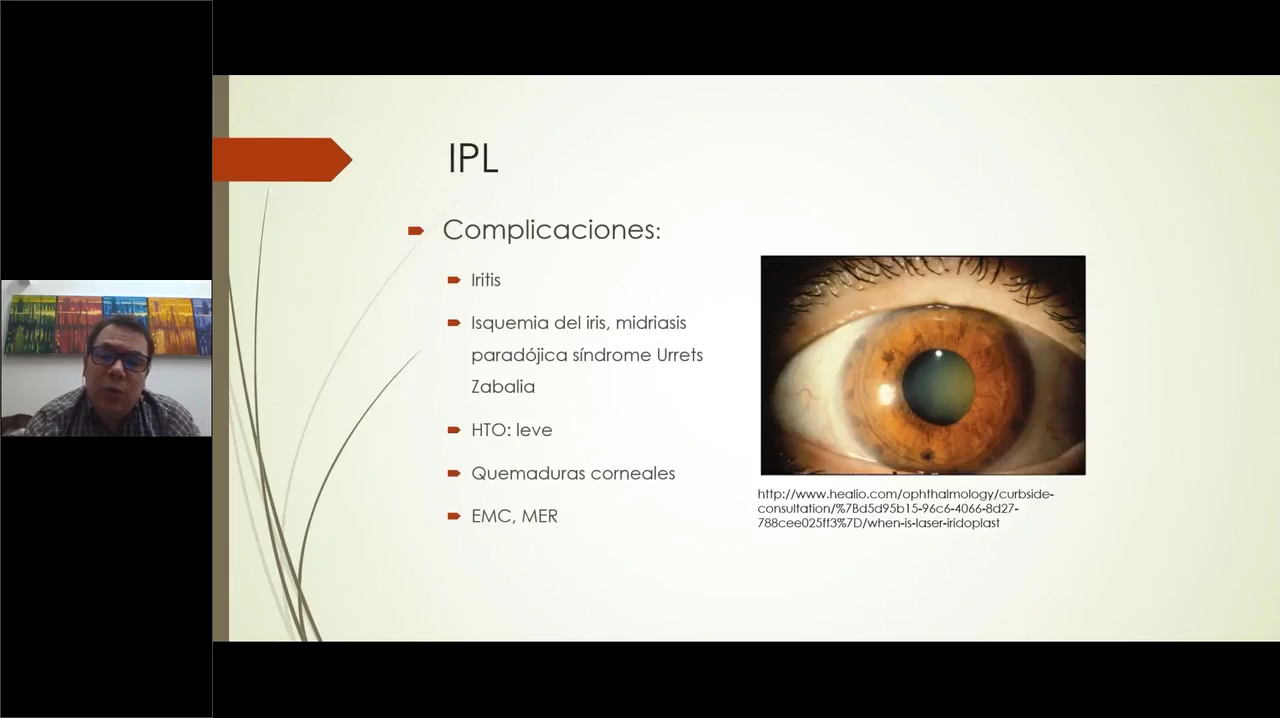 IPL
Complicaciones:
Iritis
Isquemia del iris, midriasis
paradójica síndrome Urrets
Zabalia
HTO: leve
Quemaduras corneales
EMC, MER
http://www.healio.com/ophthalmology/curbside-
consultation/%7Bd5d95b15-96c6-4066-8d27-
788cee025ff3%7D/when-is-laser-iridoplast